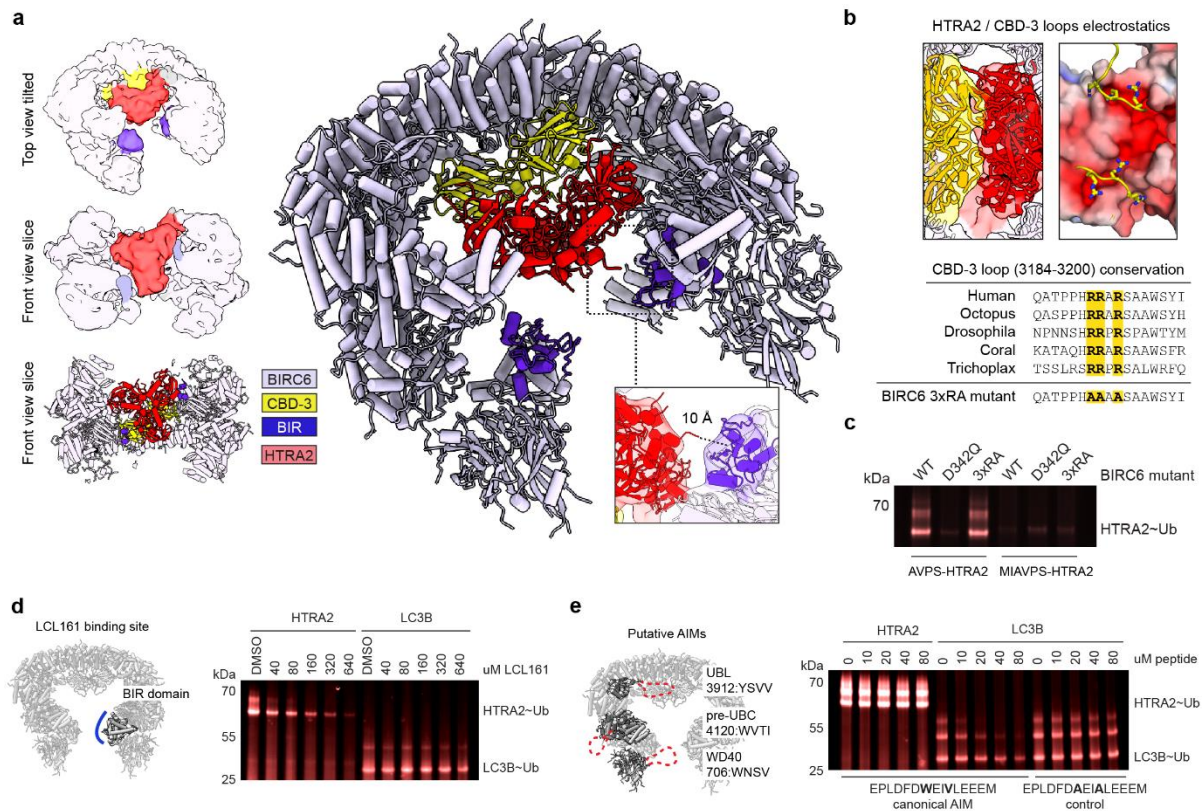 a
Top view tilted
Front view slice
Front view slice
BIRC6
CBD-3
BIR
HTRA2
10 Å
b
HTRA2 / CBD-3 loops electrostatics
CBD-3 loop (3184-3200) conservation
Human QATPPHRRARSAAWSYI
Octopus QASPPHRRARSAAWSYH
Drosophila NPNNSHRRPRSPAWTYM
Coral KATAQHRRARSAAWSFR
Trichoplax TSSLRSRRPRSALWRFQ
BIRC6 3xRA mutant QATPPHAAAASAAWSYI
c
kDa WT D342Q 3xRA WT D342Q 3xRA BIRC6 mutant
70
HTRA2~Ub
AVPS-HTRA2 MIAVPS-HTRA2
d
LCL161 binding site
BIR domain
HTRA2 LC3B
DMSO 40 80 160 320 640 DMSO 40 80 160 320 640 uM LCL161
kDa
70
55
35
25
HTRA2~Ub
LC3B~Ub
e
Putative AIMs
UBL
3912:YSVV
pre-UBC
4120:WVTI
WD40
706:WNSV
HTRA2 LC3B
0 10 20 40 80 0 10 20 40 80 0 10 20 40 80 uM peptide
kDa
70
55
35
25
HTRA2~Ub
LC3B~Ub
EPLDFDWEIVLEEEM EPLDFDAEIALEEEM
canonical AIM control